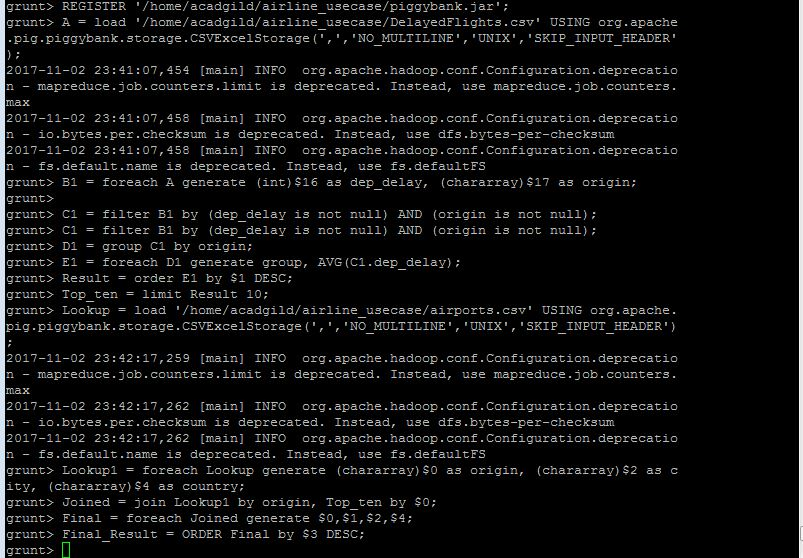 grunt> REGISTER '/home/acadgild/airline_usecase/piggybank.jar';
grunt> A = load '/home/acadgild/airline_usecase/DelayedFlights.csv' USING org.apache
.pig.piggybank.storage.CSVExcelStorage(',','NO_MULTILINE','UNIX','SKIP_INPUT_HEADER'
);
2017-11-02 23:41:07,454 [main] INFO  org.apache.hadoop.conf.Configuration.deprecatio
n - mapreduce.job.counters.limit is deprecated. Instead, use mapreduce.job.counters.
max
2017-11-02 23:41:07,458 [main] INFO  org.apache.hadoop.conf.Configuration.deprecatio
n - io.bytes.per.checksum is deprecated. Instead, use dfs.bytes-per-checksum
2017-11-02 23:41:07,458 [main] INFO  org.apache.hadoop.conf.Configuration.deprecatio
n - fs.default.name is deprecated. Instead, use fs.defaultFS
grunt> B1 = foreach A generate (int)$16 as dep_delay, (chararray)$17 as origin;
grunt>
grunt> C1 = filter B1 by (dep_delay is not null) AND (origin is not null);
grunt> C1 = filter B1 by (dep_delay is not null) AND (origin is not null);
grunt> D1 = group C1 by origin;
grunt> E1 = foreach D1 generate group, AVG(C1.dep_delay);
grunt> Result = order E1 by $1 DESC;
grunt> Top_ten = limit Result 10;
grunt> Lookup = load '/home/acadgild/airline_usecase/airports.csv' USING org.apache.
pig.piggybank.storage.CSVExcelStorage(',','NO_MULTILINE','UNIX','SKIP_INPUT_HEADER')
;
2017-11-02 23:42:17,259 [main] INFO  org.apache.hadoop.conf.Configuration.deprecatio
n - mapreduce.job.counters.limit is deprecated. Instead, use mapreduce.job.counters.
max
2017-11-02 23:42:17,262 [main] INFO  org.apache.hadoop.conf.Configuration.deprecatio
n - io.bytes.per.checksum is deprecated. Instead, use dfs.bytes-per-checksum
2017-11-02 23:42:17,262 [main] INFO  org.apache.hadoop.conf.Configuration.deprecatio
n - fs.default.name is deprecated. Instead, use fs.defaultFS
grunt> Lookup1 = foreach Lookup generate (chararray)$0 as origin, (chararray)$2 as c
ity, (chararray)$4 as country;
grunt> Joined = join Lookup1 by origin, Top_ten by $0;
grunt> Final = foreach Joined generate $0,$1,$2,$4;
grunt> Final_Result = ORDER Final by $3 DESC;
grunt>